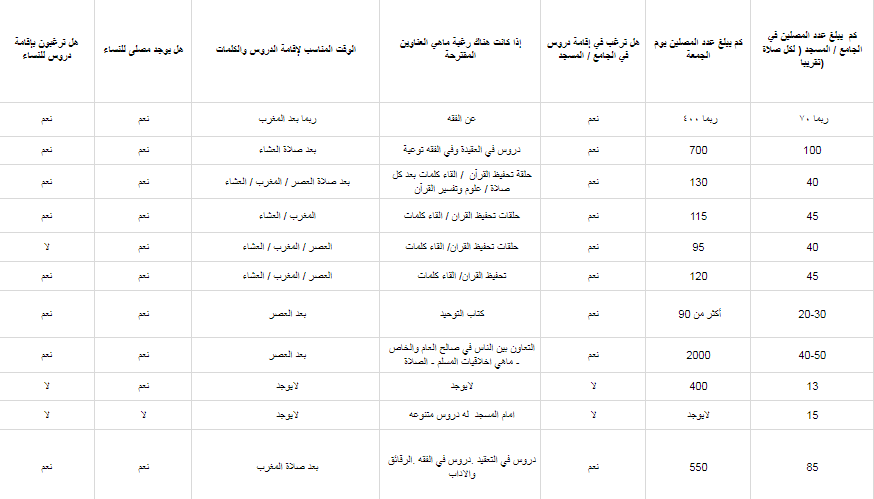 كم يبلغ عدد المصلين في
الجامع / المسجد ( لكل صلاة
تقريبا)
كم يبلغ عدد المصلين يوم
الجمعة
هل ترغب في إقامة دروس
في الجامع / المسجد
إذا كانت هناك رغبة ماهي العناوين
المقترحة
الوقت المناسب لإقامة الدروس والكلمات
هل يوجد مصلى للنساء
هل ترغبون بإقامة
دروس للنساء
ربما ٧٠
ربما ٤٠٠
نعم
عن الفقه
ربما بعد المغرب
نعم
نعم
100
700
نعم
دروس في العقيدة وفي الفقه توعية
بعد صلاة العشاء
نعم
نعم
40
130
نعم
حلقة تحفيظ القرآن / القاء كلمات بعد كل
صلاة / علوم وتفسير القرآن
بعد صلاة العصر / المغرب / العشاء
نعم
نعم
45
115
نعم
حلقات تحفيظ القران / القاء كلمات
المغرب / العشاء
نعم
نعم
40
95
نعم
حلقات تحفيظ القران/ القاء كلمات
العصر / المغرب / العشاء
نعم
لا
45
120
نعم
تحفيظ القران/ القاء كلمات
العصر / المغرب / العشاء
نعم
نعم
20-30
أكثر من 90
نعم
كتاب التوحيد
بعد العصر
نعم
نعم
40-50
2000
نعم
التعاون بين الناس في صالح العام والخاص
- ماهي اخلاقيات المسلم - الصلاة
بعد العصر
نعم
نعم
13
400
لا
لايوجد
لايوجد
نعم
لا
15
لايوجد
لا
امام المسجد له دروس متنوعه
لايوجد
لا
لا
85
550
نعم
دروس في التعقيد .دروس في الفقه .الرقائق
والاداب
بعد صلاة المغرب
نعم
نعم